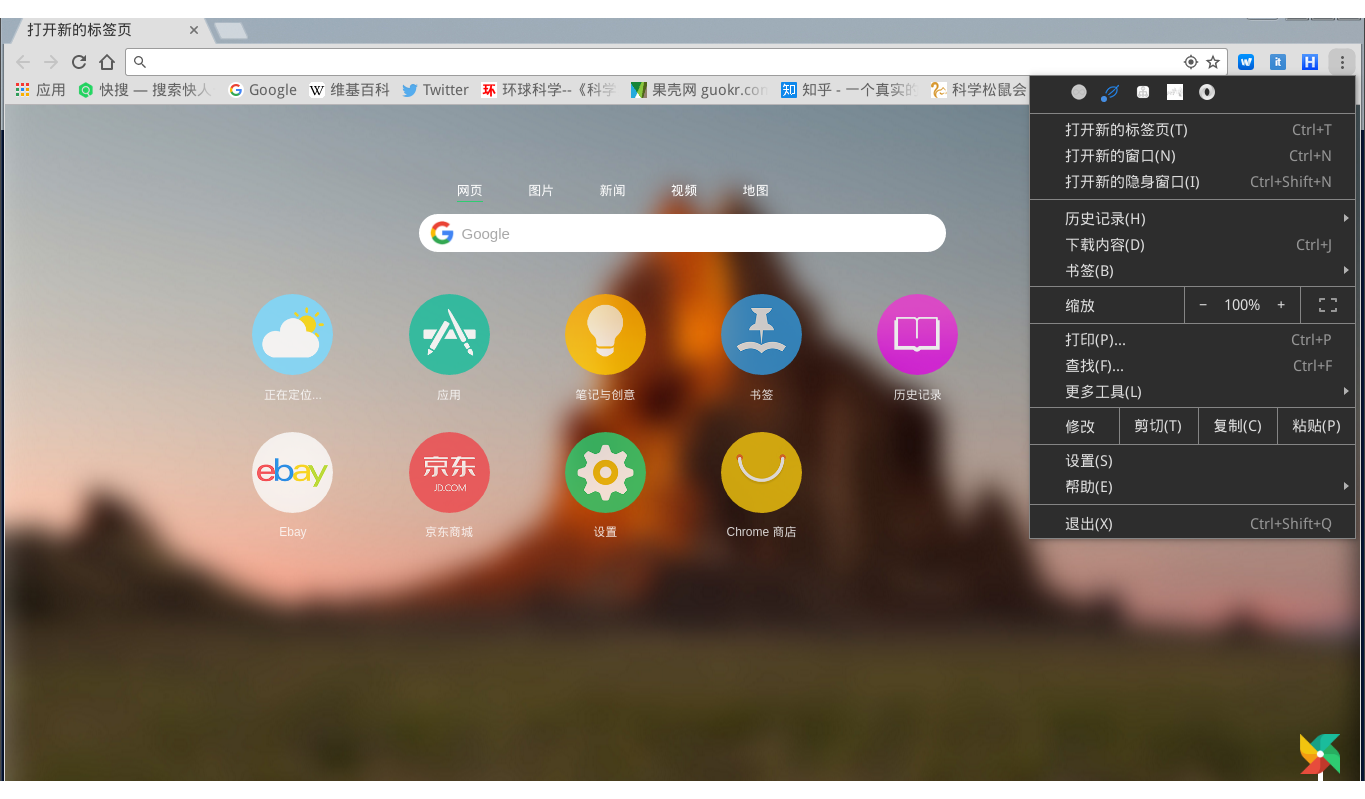 打开新的标签页
应用 快搜 — 搜索快人 Google 维基百科 Twitter 环球科学--《科学 果壳网 guokr.con 知乎 - 一个真实的 科学松鼠会
打开新的标签页(T) Ctrl+T
打开新的窗口(N) Ctrl+N
打开新的隐身窗口(I) Ctrl+Shift+N
历史记录(H)
下载内容(D) Ctrl+J
书签(B)
缩放 − 100% +
打印(P)... Ctrl+P
查找(F)... Ctrl+F
更多工具(L)
修改 剪切(T) 复制(C) 粘贴(P)
设置(S)
帮助(E)
退出(X) Ctrl+Shift+Q
网页 图片 新闻 视频 地图
Google
正在定位... 应用 笔记与创意 书签 历史记录
ebay 京东
JD.COM
Ebay 京东商城 设置 Chrome 商店